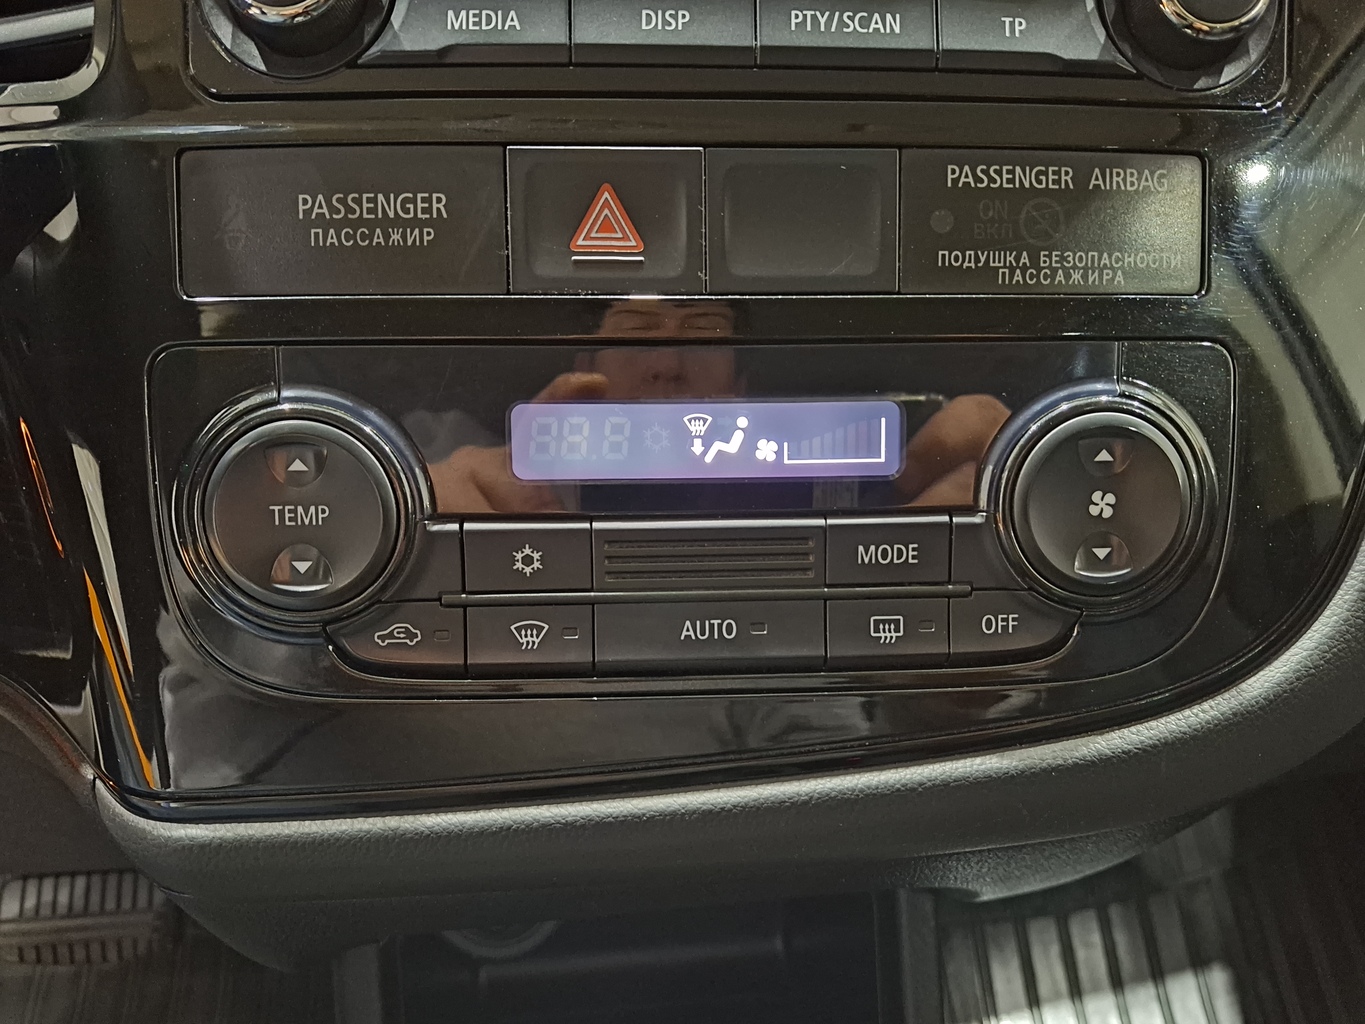 MEDIA
DISP
PTY/SCAN
TP
PASSENGER
ПАССАЖИР
PASSENGER AIRBAG
ON
ВКЛ
ПОДУШКА БЕЗОПАСНОСТИ
ПАССАЖИРА
TEMP
MODE
AUTO
OFF